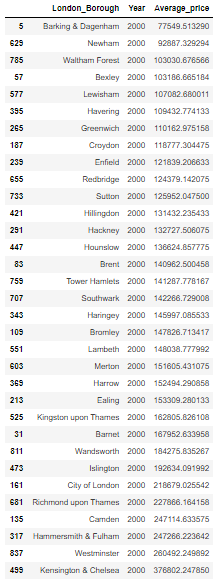 London_Borough Year Average_price
5 Barking & Dagenham 2000 77549.513290
629 Newham 2000 92887.329294
785 Waltham Forest 2000 103030.676566
57 Bexley 2000 103186.665184
577 Lewisham 2000 107082.680011
395 Havering 2000 109432.774133
265 Greenwich 2000 110162.975158
187 Croydon 2000 118777.304475
239 Enfield 2000 121839.206633
655 Redbridge 2000 124379.142075
733 Sutton 2000 125952.047500
421 Hillingdon 2000 131432.235433
291 Hackney 2000 132727.506075
447 Hounslow 2000 136624.857775
83 Brent 2000 140962.500458
759 Tower Hamlets 2000 141287.778167
707 Southwark 2000 142266.729008
343 Haringey 2000 145997.085533
109 Bromley 2000 147826.713417
551 Lambeth 2000 148038.777992
603 Merton 2000 151605.431075
369 Harrow 2000 152494.290858
213 Ealing 2000 153309.280133
525 Kingston upon Thames 2000 162805.826108
31 Barnet 2000 167952.633958
811 Wandsworth 2000 184275.835267
473 Islington 2000 192634.091992
161 City of London 2000 218679.025542
681 Richmond upon Thames 2000 227866.164158
135 Camden 2000 247114.633575
317 Hammersmith & Fulham 2000 247266.223642
837 Westminster 2000 260492.249892
499 Kensington & Chelsea 2000 376802.247850